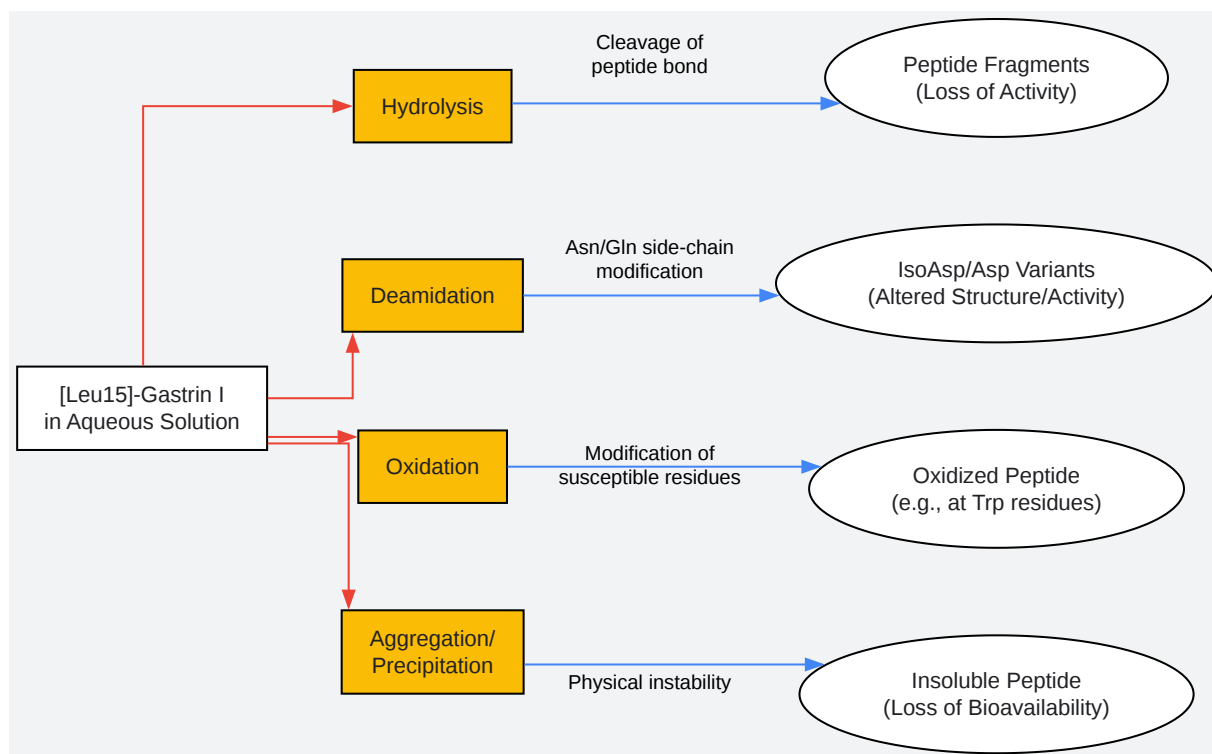 Cleavage of
peptide bond
Hydrolysis
Peptide Fragments
(Loss of Activity)
Asn/Gln side-chain
modification
Deamidation
IsoAsp/Asp Variants
(Altered Structure/Activity)
[Leu15]-Gastrin I
in Aqueous Solution
Oxidation
Modification of
susceptible residues
Oxidized Peptide
(e.g., at Trp residues)
Aggregation/
Precipitation
Physical instability
Insoluble Peptide
(Loss of Bioavailability)